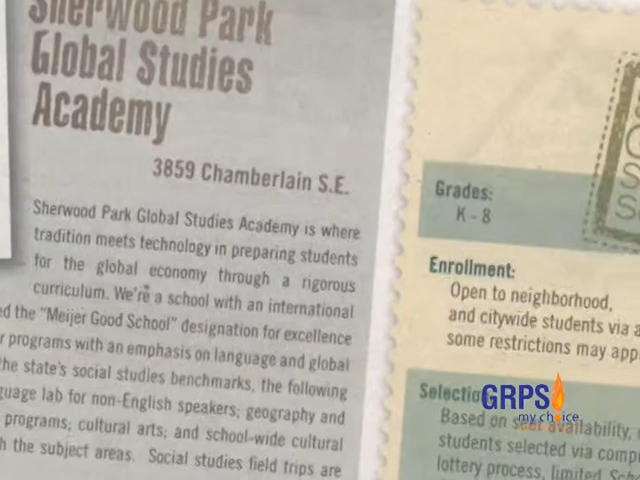 Sherwood Park
Global Studies
Academy
3859 Chamberlain S.E.
Sherwood Park Global Studies Academy is where
tradition meets technology in preparing students
for the global economy through a rigorous
curriculum. We're a school with an international
the "Meijer Good School" designation for excellence
programs with an emphasis on language and global
the state's social studies benchmarks, the following
lab for non-English speakers; geography and
programs; cultural arts; and school-wide cultural
the subject areas. Social studies field trips are
Grades:
K - 8
Enrollment:
Open to neighborhood,
and citywide students via
some restrictions may
Selection
Based on seat availability,
students selected via
lottery process, limited
GRPS
my choice